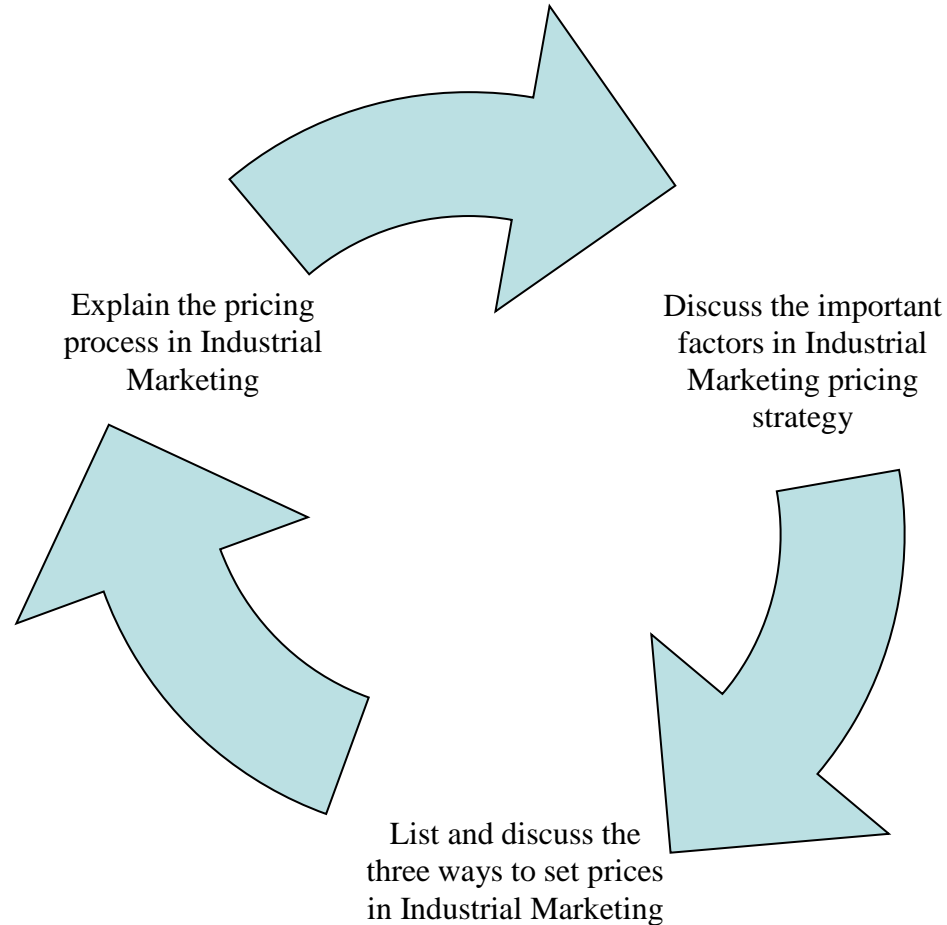 Explain the pricing
process in Industrial
Marketing
Discuss the important
factors in Industrial
Marketing pricing
strategy
List and discuss the
three ways to set prices
in Industrial Marketing